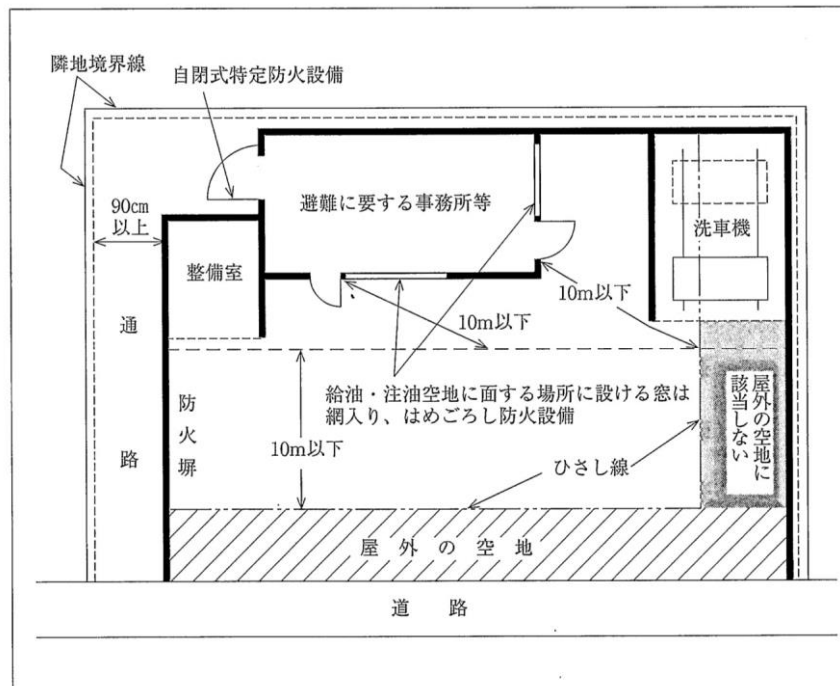 隣地境界線
自閉式特定防火設備
90㎝
以上
避難に要する事務所等
洗車機
整備室
10m以下
10m以下
通路
給油・注油空地に面する場所に設ける窓は
網入り、はめごろし防火設備
屋外の空地に
該当しない
防火塀
10m以下
ひさし線
屋外の空地
道路